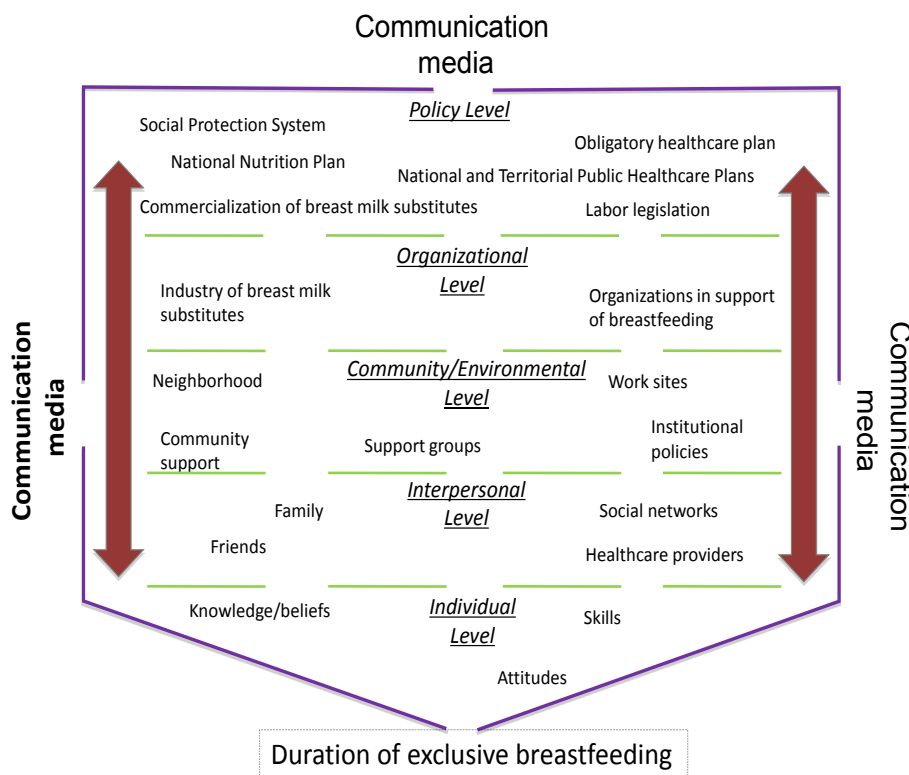 Communication
media
Policy Level
Social Protection System
Obligatory healthcare plan
National Nutrition Plan
National and Territorial Public Healthcare Plans
Commercialization of breast milk substitutes
Labor legislation
Organizational
Level
Industry of breast milk
substitutes
Organizations in support
of breastfeeding
Community/Environmental
Level
Neighborhood
Work sites
Community
support
Support groups
Institutional
policies
Interpersonal
Level
Family
Social networks
Friends
Healthcare providers
Individual
Level
Knowledge/beliefs
Skills
Attitudes
Communication
media
Communication
media
Duration of exclusive breastfeeding